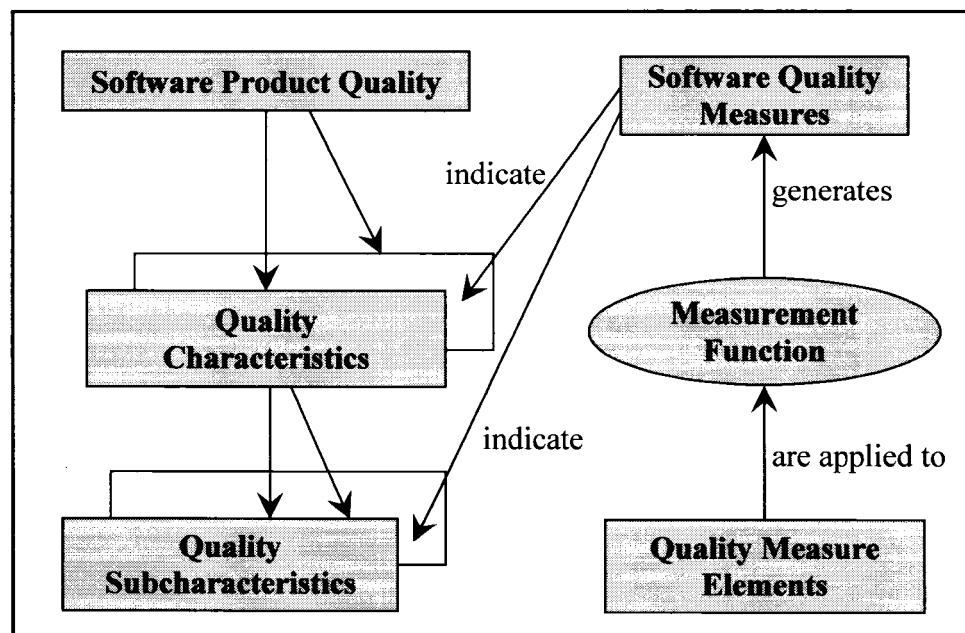 Software Product Quality
Software Quality
Measures
indicate
generates
Quality
Characteristics
Measurement
Function
indicate
are applied to
Quality
Subcharacteristics
Quality Measure
Elements